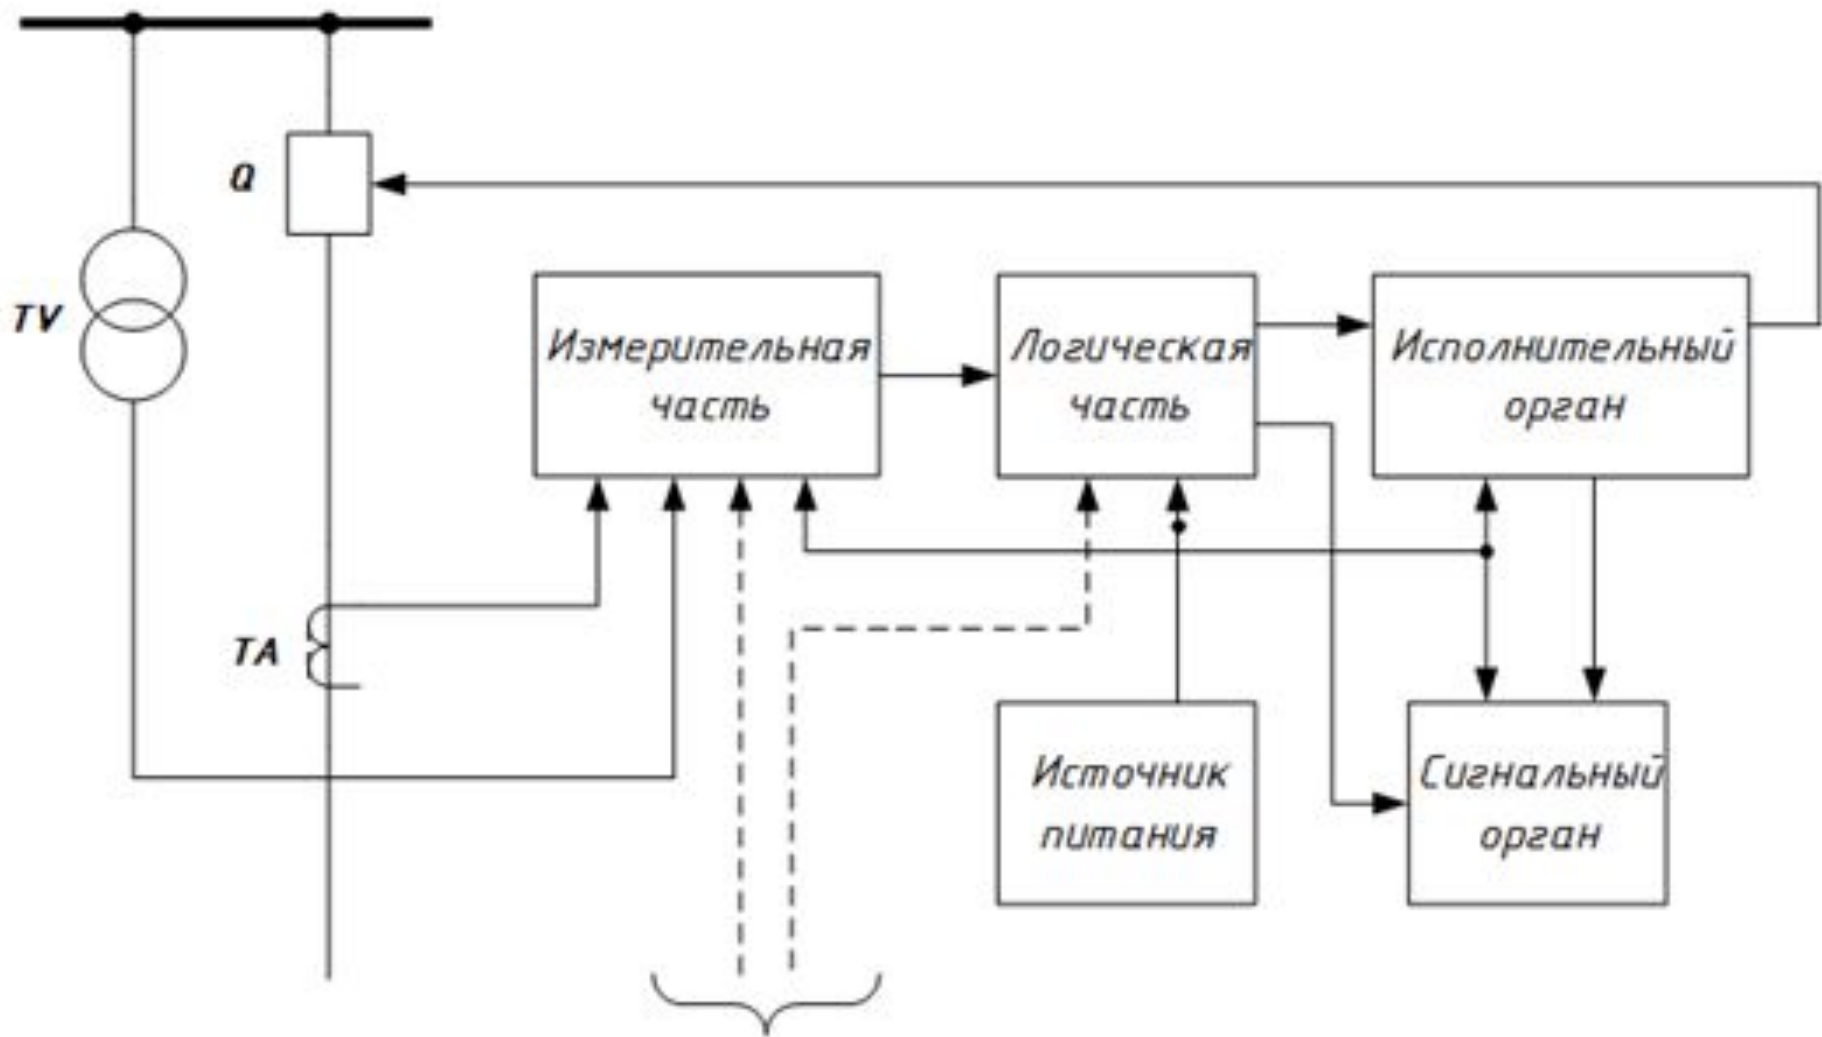 Q
TV
Измерительная
часть
Логическая
часть
Исполнительный
орган
TA
Источник
питания
Сигнальный
орган